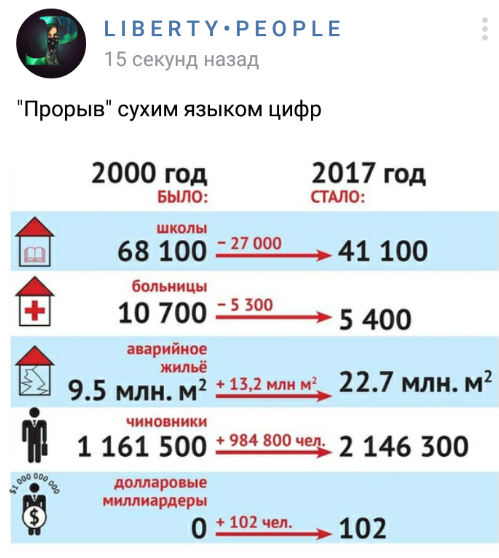 LIBERTY•PEOPLE
15 секунд назад
"Прорыв" сухим языком цифр
2000 год 2017 год
БЫЛО: СТАЛО:
школы
68 100 – 27 000 41 100
больницы
10 700 – 5 300 5 400
аварийное
жильё
9.5 млн. м² + 13,2 млн м² 22.7 млн. м²
чиновники
1 161 500 + 984 800 чел. 2 146 300
$1 000 000 000
долларовые
миллиардеры
$
0 + 102 чел. 102